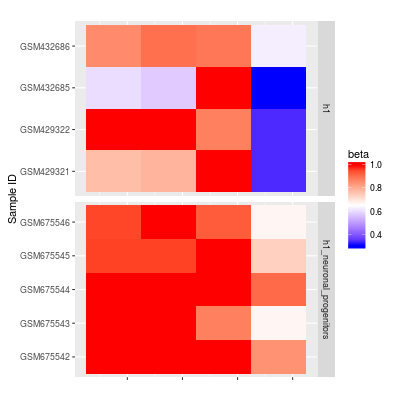 GSM432686
GSM432685
GSM429322
GSM429321
h1
GSM675546
GSM675545
GSM675544
GSM675543
GSM675542
h1_neuronal_progenitors
Sample ID
beta
1.0
0.8
0.6
0.4